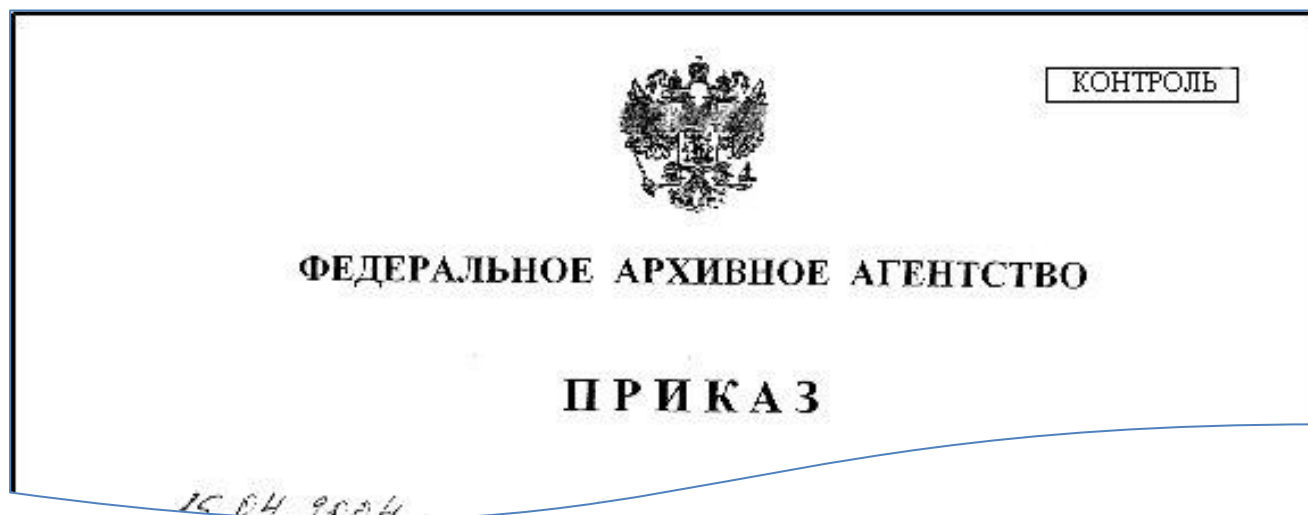 КОНТРОЛЬ
ФЕДЕРАЛЬНОЕ АРХИВНОЕ АГЕНТСТВО
ПРИКАЗ